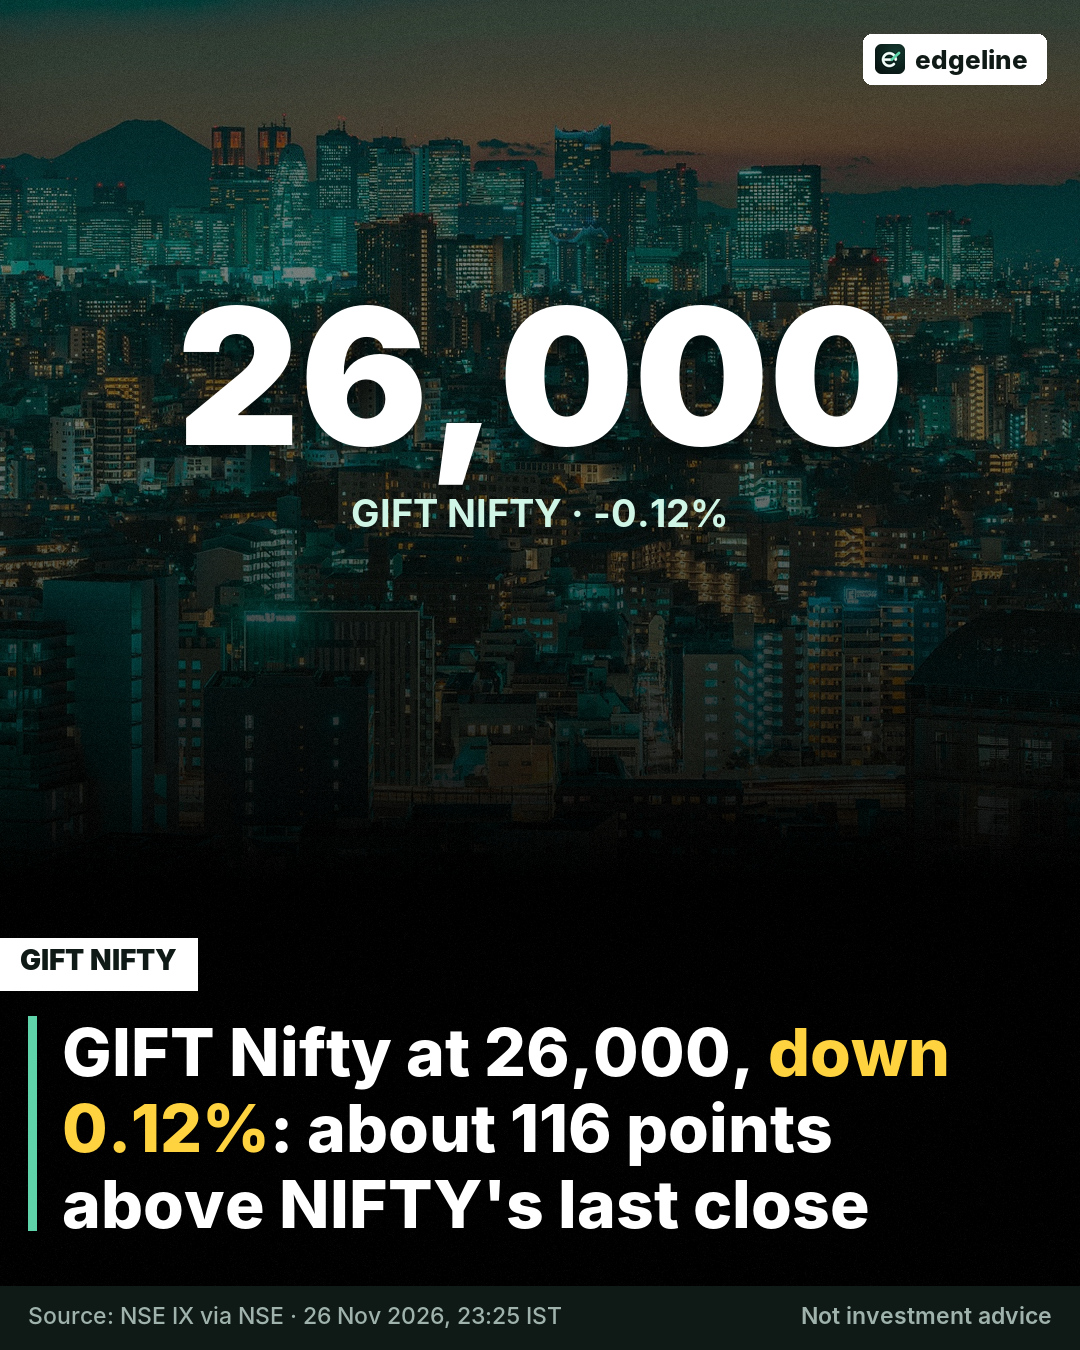 edgeline
26,000
GIFT NIFTY · -0.12%
GIFT NIFTY
GIFT Nifty at 26,000, down
0.12%: about 116 points
above NIFTY's last close
Source: NSE IX via NSE · 26 Nov 2026, 23:25 IST
Not investment advice